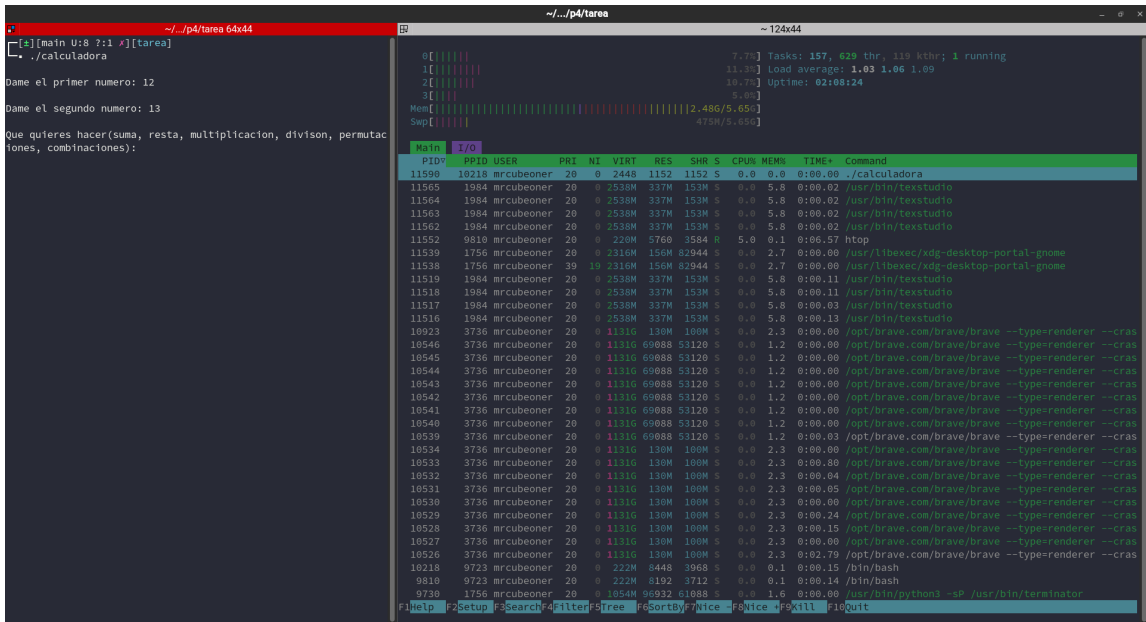 ~/.../p4/tarea
~/.../p4/tarea 64x44
[±][main U:8 ?:1 ✗][tarea]
./calculadora
Dame el primer numero: 12
Dame el segundo numero: 13
Que quieres hacer(suma, resta, multiplicacion, divison, permutac
iones, combinaciones):
~ 124x44
0[||||| 7.7%] Tasks: 157, 629 thr, 119 kthr; 1 running
1[||||||| 11.3%] Load average: 1.03 1.06 1.09
2[|||||| 10.7%] Uptime: 02:08:24
3[||| 5.0%]
Mem[||||||||||||||||||||||||||||||||||||||||2.48G/5.65G]
Swp[||||| 475M/5.65G]
Main I/O
PID▽ PPID USER PRI NI VIRT RES SHR S CPU% MEM% TIME+ Command
11590 10218 mrcubeoner 20 0 2448 1152 1152 S 0.0 0.0 0:00.00 ./calculadora
11565 1984 mrcubeoner 20 0 2538M 337M 153M S 0.0 5.8 0:00.02 /usr/bin/texstudio
11564 1984 mrcubeoner 20 0 2538M 337M 153M S 0.0 5.8 0:00.02 /usr/bin/texstudio
11563 1984 mrcubeoner 20 0 2538M 337M 153M S 0.0 5.8 0:00.02 /usr/bin/texstudio
11562 1984 mrcubeoner 20 0 2538M 337M 153M S 0.0 5.8 0:00.02 /usr/bin/texstudio
11552 9810 mrcubeoner 20 0 220M 5760 3584 R 5.0 0.1 0:06.57 htop
11539 1756 mrcubeoner 20 0 2316M 156M 82944 S 0.0 2.7 0:00.00 /usr/libexec/xdg-desktop-portal-gnome
11538 1756 mrcubeoner 39 19 2316M 156M 82944 S 0.0 2.7 0:00.00 /usr/libexec/xdg-desktop-portal-gnome
11519 1984 mrcubeoner 20 0 2538M 337M 153M S 0.0 5.8 0:00.11 /usr/bin/texstudio
11518 1984 mrcubeoner 20 0 2538M 337M 153M S 0.0 5.8 0:00.11 /usr/bin/texstudio
11517 1984 mrcubeoner 20 0 2538M 337M 153M S 0.0 5.8 0:00.03 /usr/bin/texstudio
11516 1984 mrcubeoner 20 0 2538M 337M 153M S 0.0 5.8 0:00.13 /usr/bin/texstudio
10923 3736 mrcubeoner 20 0 1131G 130M 100M S 0.0 2.3 0:00.00 /opt/brave.com/brave/brave --type=renderer --cras
10546 3736 mrcubeoner 20 0 1131G 69088 53120 S 0.0 1.2 0:00.00 /opt/brave.com/brave/brave --type=renderer --cras
10545 3736 mrcubeoner 20 0 1131G 69088 53120 S 0.0 1.2 0:00.00 /opt/brave.com/brave/brave --type=renderer --cras
10544 3736 mrcubeoner 20 0 1131G 69088 53120 S 0.0 1.2 0:00.00 /opt/brave.com/brave/brave --type=renderer --cras
10543 3736 mrcubeoner 20 0 1131G 69088 53120 S 0.0 1.2 0:00.00 /opt/brave.com/brave/brave --type=renderer --cras
10542 3736 mrcubeoner 20 0 1131G 69088 53120 S 0.0 1.2 0:00.00 /opt/brave.com/brave/brave --type=renderer --cras
10541 3736 mrcubeoner 20 0 1131G 69088 53120 S 0.0 1.2 0:00.00 /opt/brave.com/brave/brave --type=renderer --cras
10540 3736 mrcubeoner 20 0 1131G 69088 53120 S 0.0 1.2 0:00.00 /opt/brave.com/brave/brave --type=renderer --cras
10539 3736 mrcubeoner 20 0 1131G 69088 53120 S 0.0 1.2 0:00.03 /opt/brave.com/brave/brave --type=renderer --cras
10534 3736 mrcubeoner 20 0 1131G 130M 100M S 0.0 2.3 0:00.00 /opt/brave.com/brave/brave --type=renderer --cras
10533 3736 mrcubeoner 20 0 1131G 130M 100M S 0.0 2.3 0:00.80 /opt/brave.com/brave/brave --type=renderer --cras
10532 3736 mrcubeoner 20 0 1131G 130M 100M S 0.0 2.3 0:00.04 /opt/brave.com/brave/brave --type=renderer --cras
10531 3736 mrcubeoner 20 0 1131G 130M 100M S 0.0 2.3 0:00.05 /opt/brave.com/brave/brave --type=renderer --cras
10530 3736 mrcubeoner 20 0 1131G 130M 100M S 0.0 2.3 0:00.00 /opt/brave.com/brave/brave --type=renderer --cras
10529 3736 mrcubeoner 20 0 1131G 130M 100M S 0.0 2.3 0:00.24 /opt/brave.com/brave/brave --type=renderer --cras
10528 3736 mrcubeoner 20 0 1131G 130M 100M S 0.0 2.3 0:00.15 /opt/brave.com/brave/brave --type=renderer --cras
10527 3736 mrcubeoner 20 0 1131G 130M 100M S 0.0 2.3 0:00.00 /opt/brave.com/brave/brave --type=renderer --cras
10526 3736 mrcubeoner 20 0 1131G 130M 100M S 0.0 2.3 0:02.79 /opt/brave.com/brave/brave --type=renderer --cras
10218 9723 mrcubeoner 20 0 222M 8448 3968 S 0.0 0.1 0:00.15 /bin/bash
9810 9723 mrcubeoner 20 0 222M 8192 3712 S 0.0 0.1 0:00.14 /bin/bash
9730 1756 mrcubeoner 20 0 1054M 96932 61088 S 0.0 1.6 0:00.00 /usr/bin/python3 -sP /usr/bin/terminator
F1Help F2Setup F3SearchF4FilterF5Tree F6SortByF7Nice -F8Nice +F9Kill F10Quit